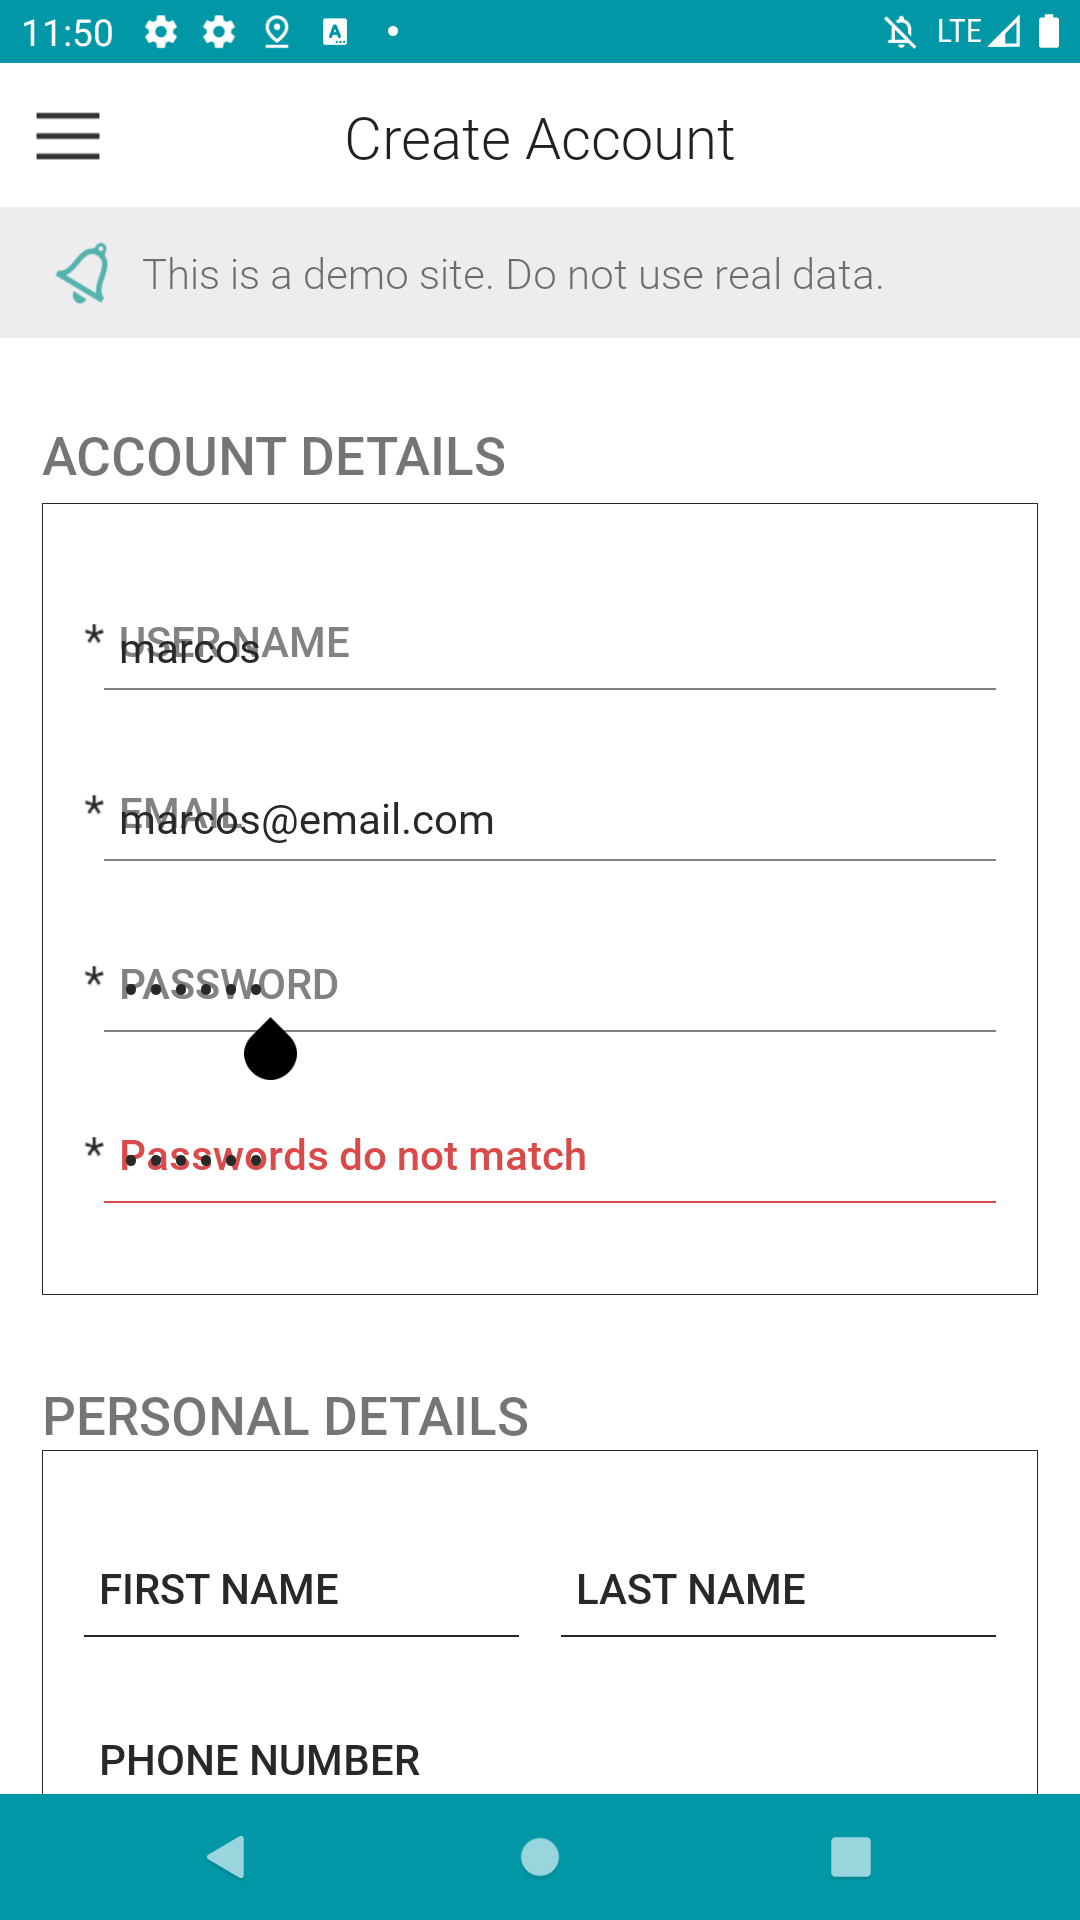 11:50 LTE
Create Account
This is a demo site. Do not use real data.
ACCOUNT DETAILS
* USER NAME
marcos
* EMAIL
marcos@email.com
* PASSWORD
••••••
* Passwords do not match
••••••
PERSONAL DETAILS
FIRST NAME LAST NAME
PHONE NUMBER